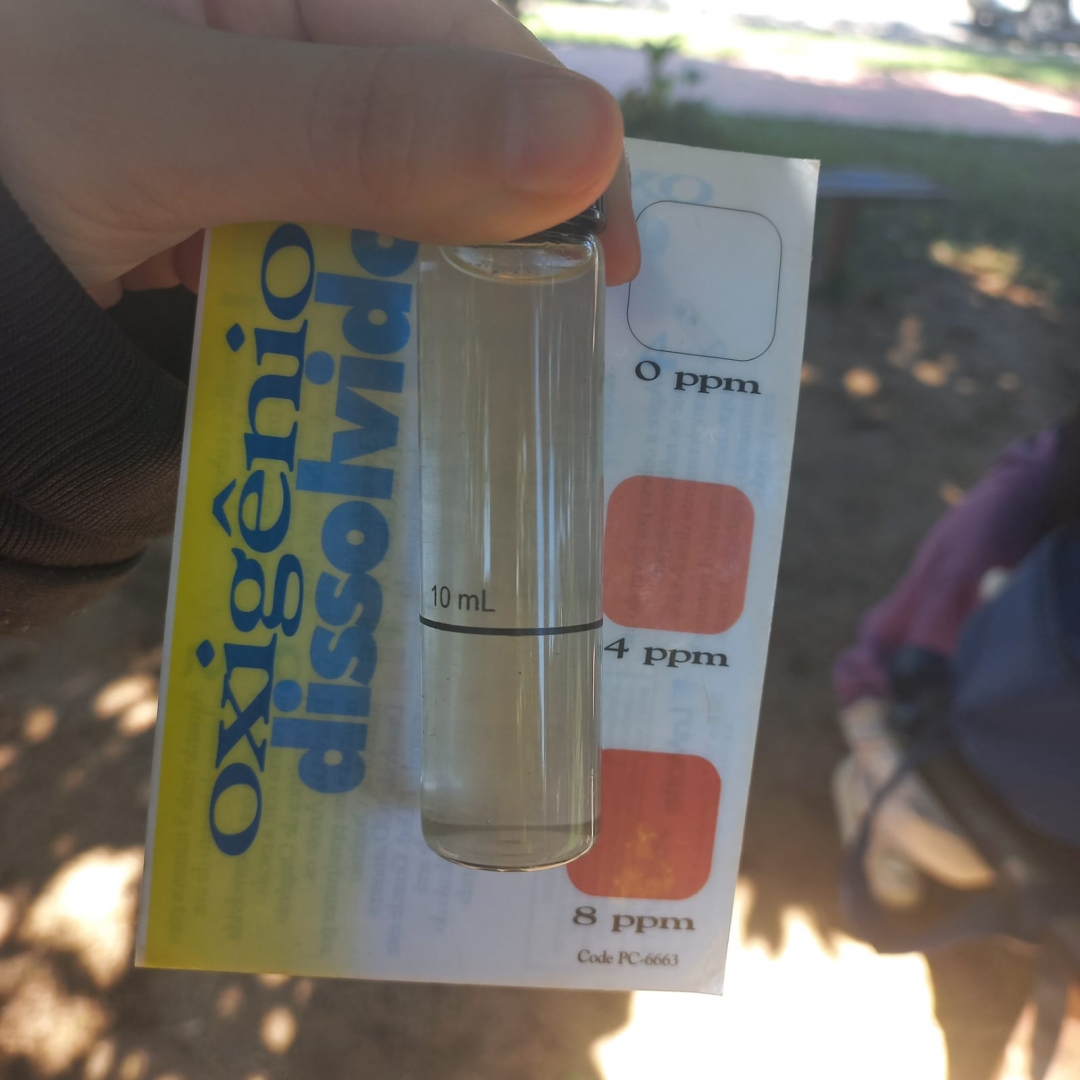 oxigênio
dissolvido
10 mL
0 ppm
4 ppm
8 ppm
Code PC-6663